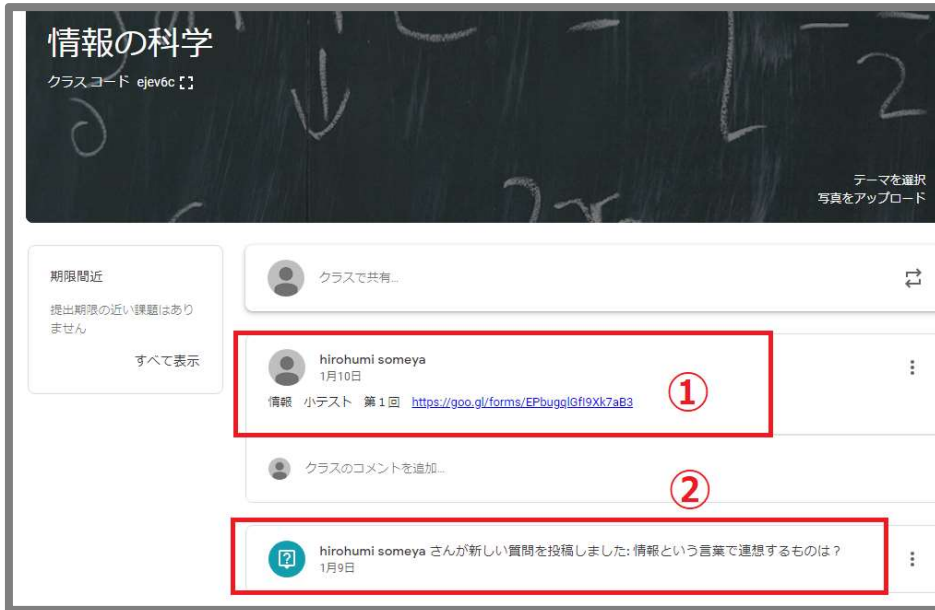 情報の科学
クラス コード ejev6c
テーマを選択
写真をアップロード
期限間近
提出期限の近い課題はあり
ません
すべて表示
クラスで共有...
hirohumi someya
1月10日
情報 小テスト 第1回 https://goo.gl/forms/EPbugqlGfI9Xk7aB3
①
クラスのコメントを追加...
②
hirohumi someya さんが新しい質問を投稿しました: 情報という言葉で連想するものは？
1月9日